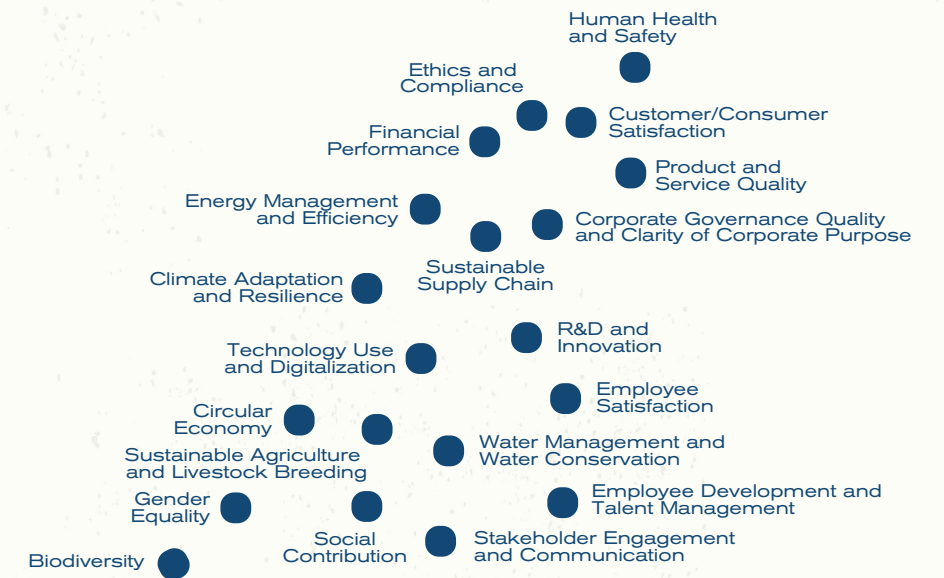 Human Health
and Safety
Ethics and
Compliance
Customer/Consumer
Satisfaction
Financial
Performance
Product and
Service Quality
Energy Management
and Efficiency
Corporate Governance Quality
and Clarity of Corporate Purpose
Sustainable
Supply Chain
Climate Adaptation
and Resilience
R&D and
Innovation
Technology Use
and Digitalization
Employee
Satisfaction
Circular
Economy
Water Management and
Water Conservation
Sustainable Agriculture
and Livestock Breeding
Employee Development and
Talent Management
Gender
Equality
Social
Contribution
Stakeholder Engagement
and Communication
Biodiversity